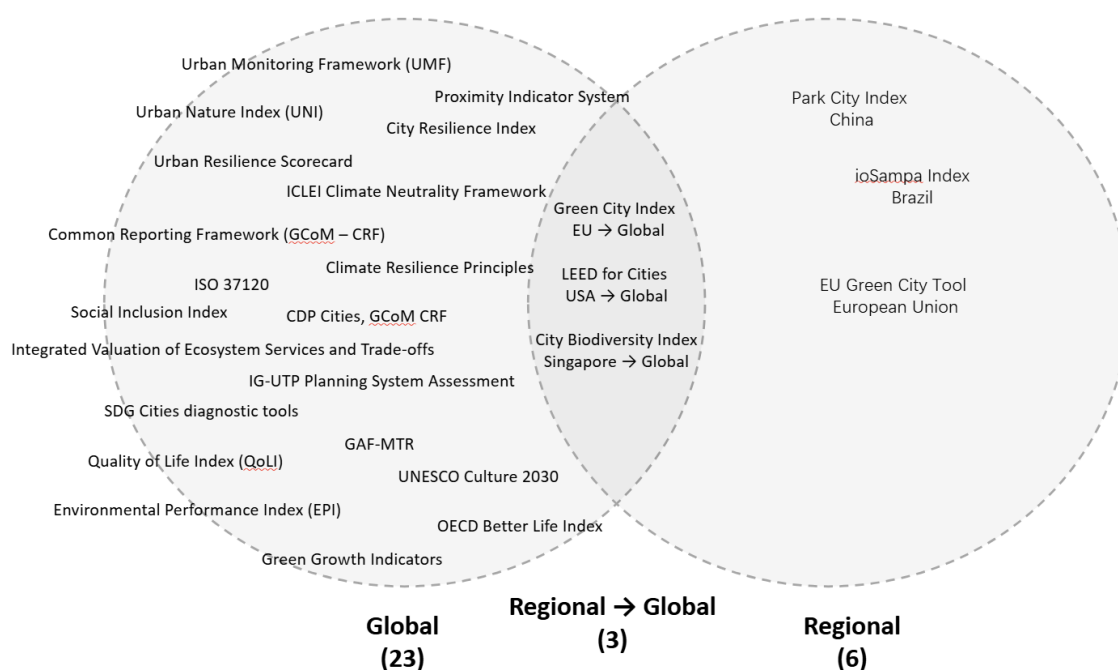 Urban Monitoring Framework (UMF)
Proximity Indicator System
Urban Nature Index (UNI)
City Resilience Index
Urban Resilience Scorecard
ICLEI Climate Neutrality Framework
Common Reporting Framework (GCoM – CRF)
Climate Resilience Principles
ISO 37120
Social Inclusion Index
CDP Cities, GCoM CRF
Integrated Valuation of Ecosystem Services and Trade-offs
IG-UTP Planning System Assessment
SDG Cities diagnostic tools
GAF-MTR
Quality of Life Index (QoLI)
UNESCO Culture 2030
Environmental Performance Index (EPI)
OECD Better Life Index
Green Growth Indicators
Green City Index
EU → Global
LEED for Cities
USA → Global
City Biodiversity Index
Singapore → Global
Park City Index
China
ioSampa Index
Brazil
EU Green City Tool
European Union
Global
(23)
Regional → Global
(3)
Regional
(6)